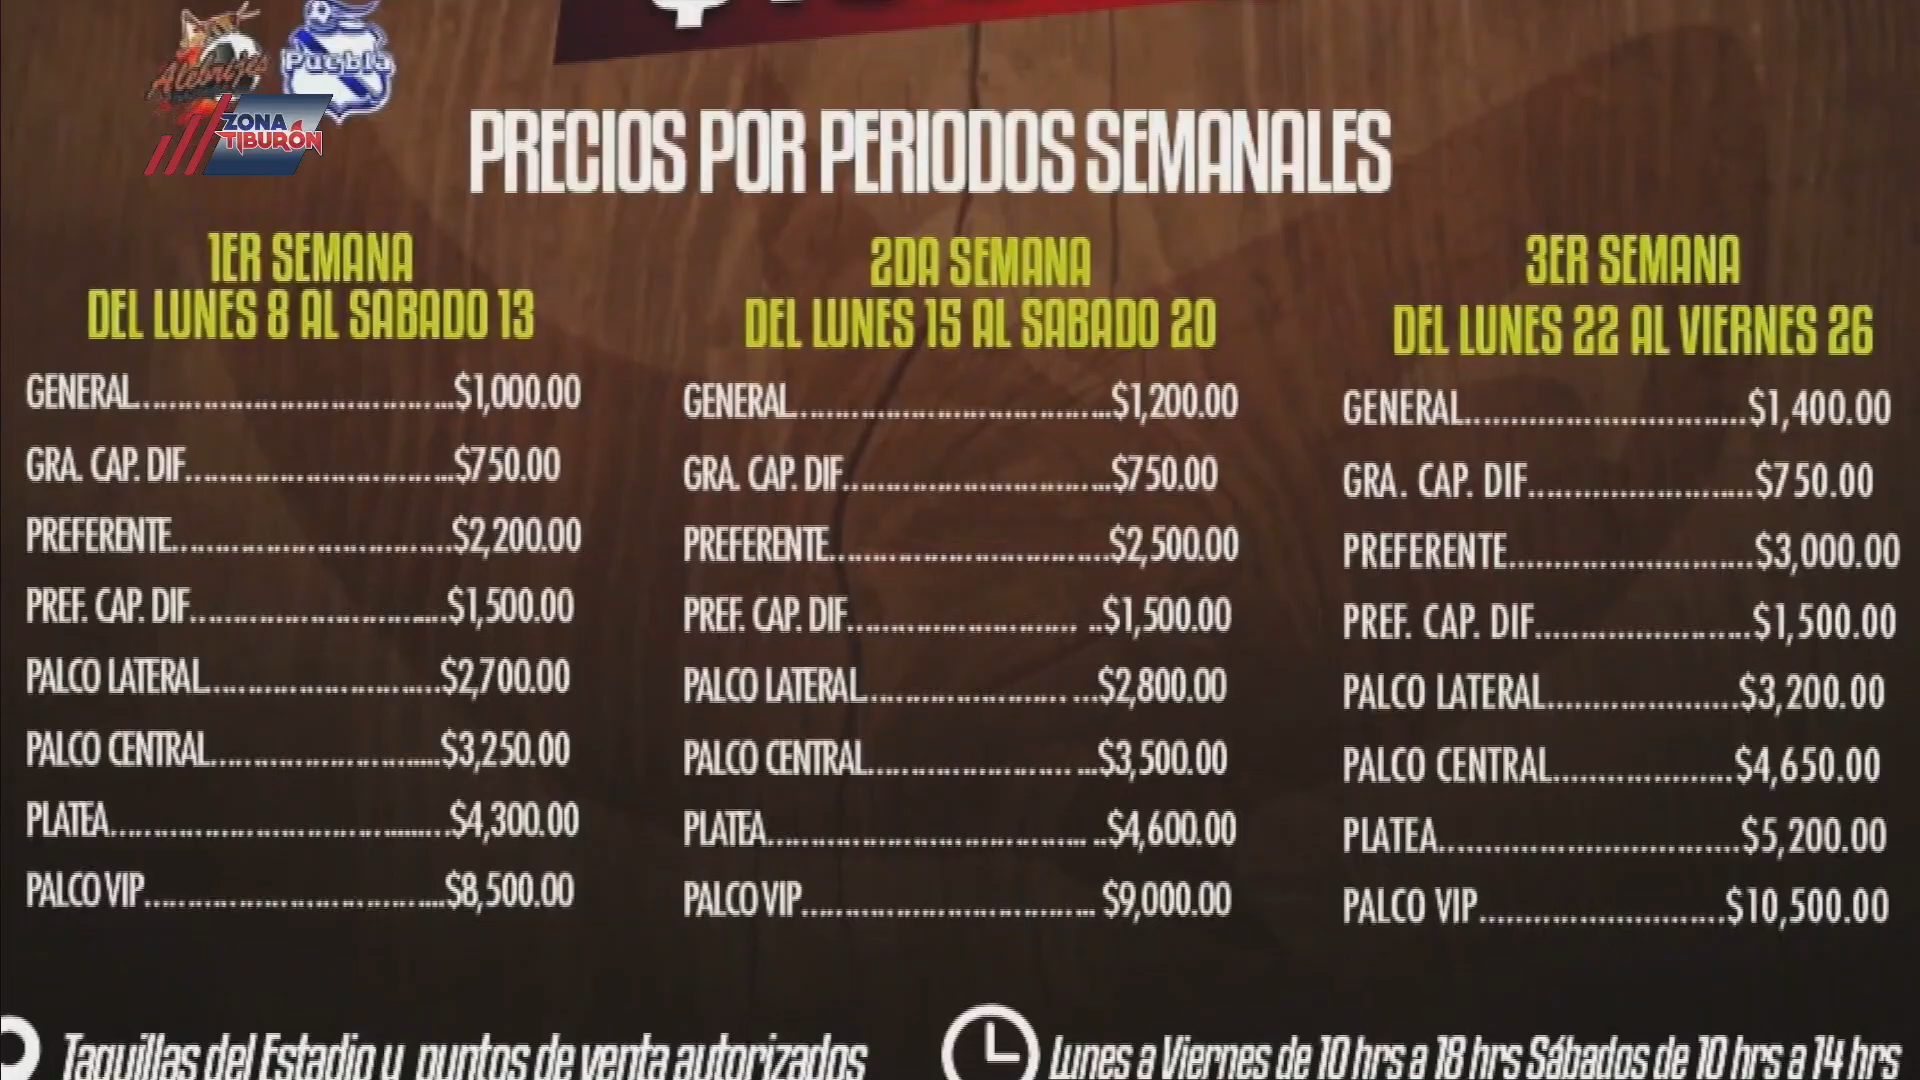 Alebrijes
Puebla
ZONA
TIBURÓN
PRECIOS POR PERIODOS SEMANALES
1ER SEMANA
DEL LUNES 8 AL SABADO 13
GENERAL.......................................$1,000.00
GRA. CAP. DIF.................................$750.00
PREFERENTE..................................$2,200.00
PREF. CAP. DIF...............................$1,500.00
PALCO LATERAL.............................$2,700.00
PALCO CENTRAL............................$3,250.00
PLATEA.........................................$4,300.00
PALCO VIP....................................$8,500.00
2DA SEMANA
DEL LUNES 15 AL SABADO 20
GENERAL.......................................$1,200.00
GRA. CAP. DIF.................................$750.00
PREFERENTE..................................$2,500.00
PREF. CAP. DIF............................ ..$1,500.00
PALCO LATERAL........................ ...$2,800.00
PALCO CENTRAL......................... ...$3,500.00
PLATEA....................................... ..$4,600.00
PALCO VIP.................................... $9,000.00
3ER SEMANA
DEL LUNES 22 AL VIERNES 26
GENERAL..................................$1,400.00
GRA. CAP. DIF...........................$750.00
PREFERENTE..............................$3,000.00
PREF. CAP. DIF..........................$1,500.00
PALCO LATERAL.......................$3,200.00
PALCO CENTRAL.....................$4,650.00
PLATEA.....................................$5,200.00
PALCO VIP..............................$10,500.00
Taquillas del Estadio y puntos de venta autorizados
Lunes a Viernes de 10 hrs a 18 hrs Sábados de 10 hrs a 14 hrs